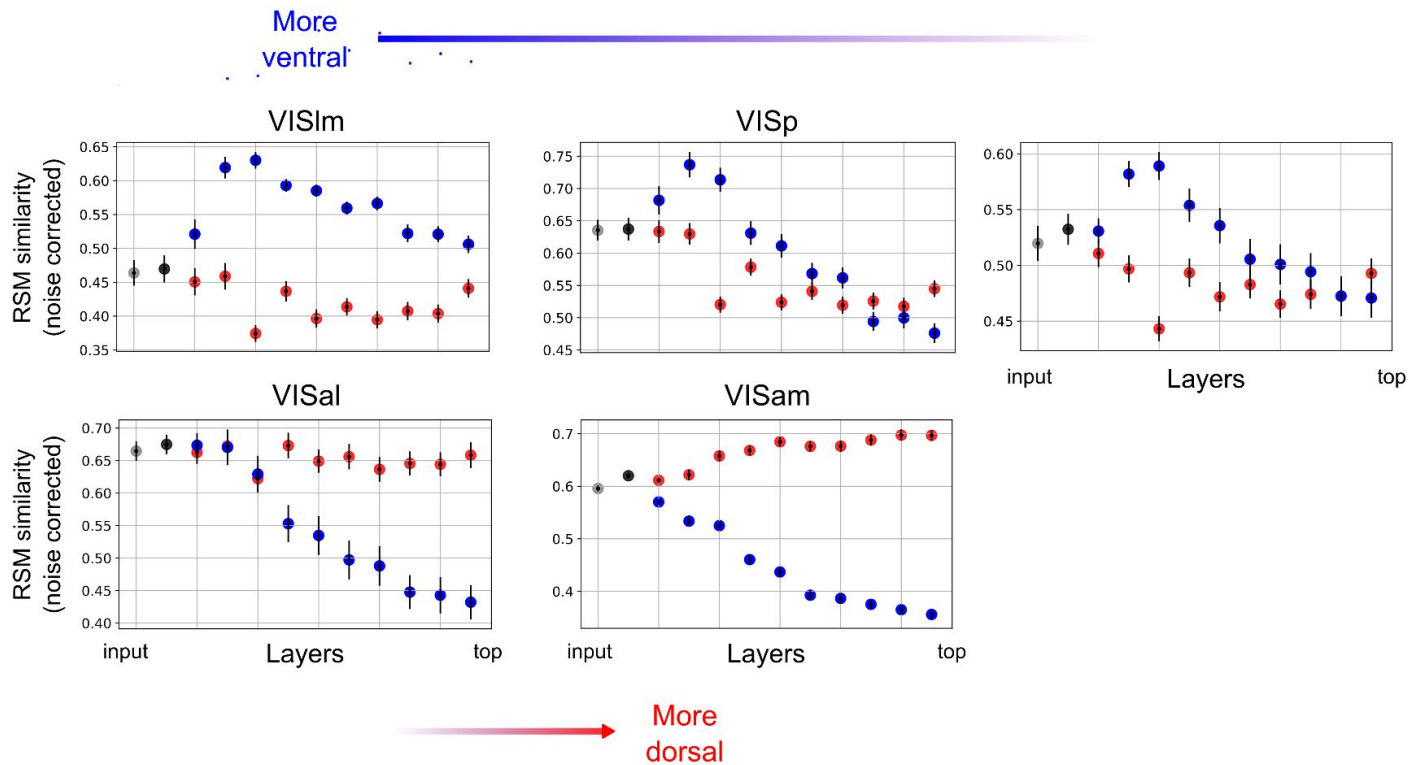 More
ventral
VISlm
VISp
RSM similarity
(noise corrected)
0.65
0.60
0.55
0.50
0.45
0.40
0.35
0.75
0.70
0.65
0.60
0.55
0.50
0.45
0.60
0.55
0.50
0.45
input
Layers
top
VISal
VISam
RSM similarity
(noise corrected)
0.70
0.65
0.60
0.55
0.50
0.45
0.40
0.7
0.6
0.5
0.4
input
Layers
top
input
Layers
top
More
dorsal